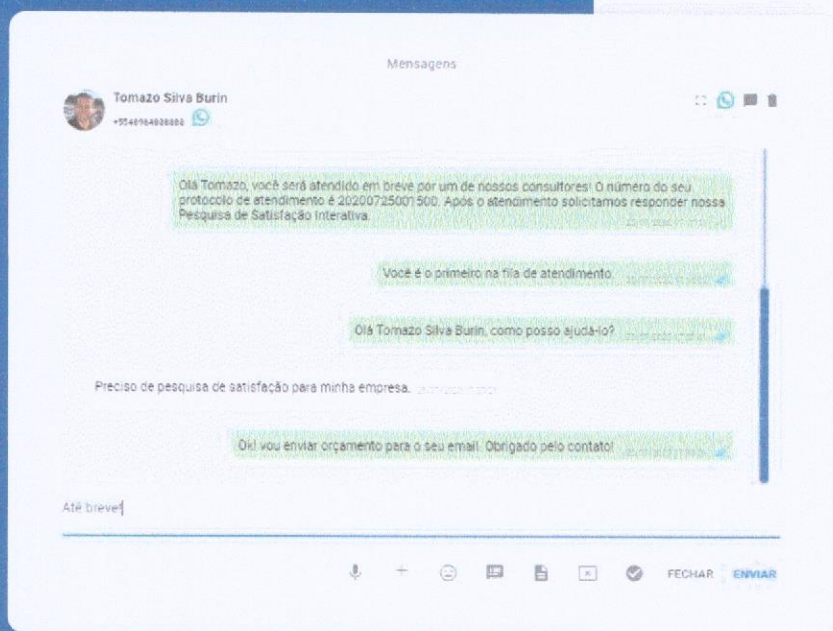 Mensagens
Tomazo Silva Burin
Olá Tomazo, você será atendido em breve por um de nossos consultores! O número do seu
protocolo de atendimento é 20200725001500. Após o atendimento solicitamos responder nossa
Pesquisa de Satisfação Interativa.
Você é o primeiro na fila de atendimento.
Olá Tomazo Silva Burin, como posso ajudá-lo?
Preciso de pesquisa de satisfação para minha empresa.
Ok! vou enviar orçamento para o seu email. Obrigado pelo contato!
Até breve!
FECHAR ENVIAR